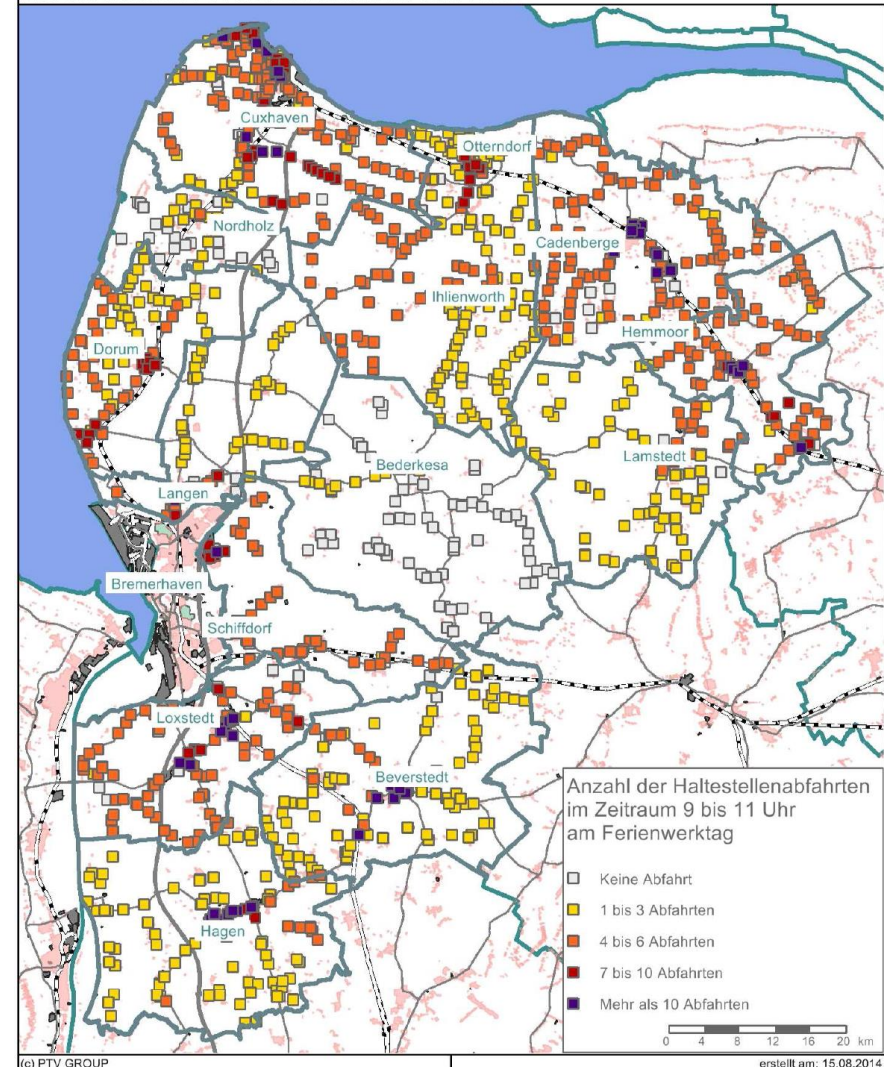 Cuxhaven
Otterndorf
Nordholz
Cadenberge
Ihlienworth
Hemmoor
Dorum
Bederkesa
Lamstedt
Langen
Bremerhaven
Schiffdorf
Loxstedt
Beverstedt
Hagen
Anzahl der Haltestellenabfahrten
im Zeitraum 9 bis 11 Uhr
am Ferienwerktag
Keine Abfahrt
1 bis 3 Abfahrten
4 bis 6 Abfahrten
7 bis 10 Abfahrten
Mehr als 10 Abfahrten
0 4 8 12 16 20 km
(c) PTV GROUP
erstellt am: 15.08.2014